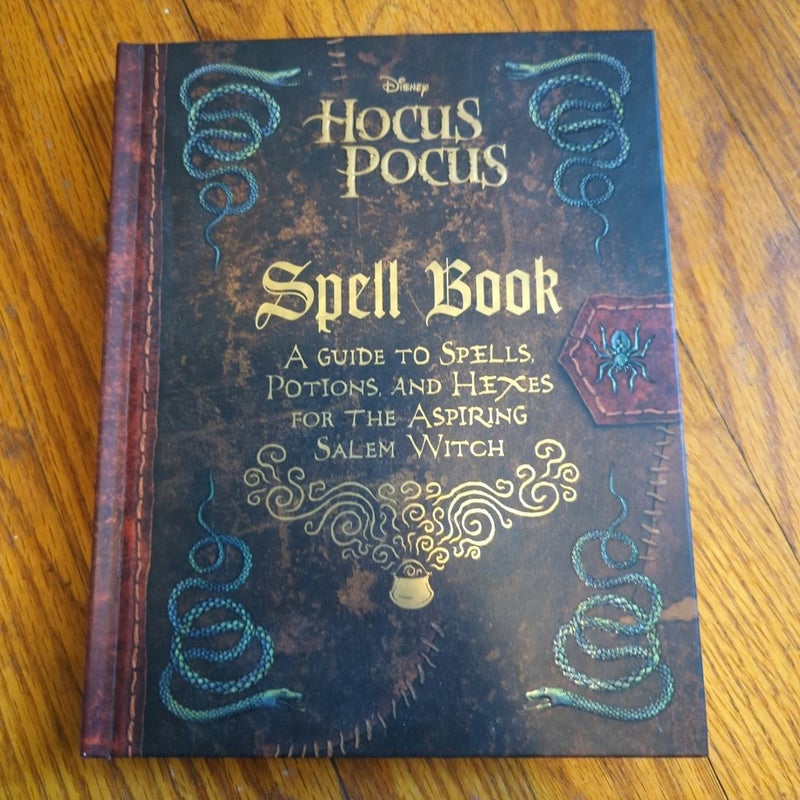 Disney
Hocus
Pocus
Spell Book
A Guide to Spells,
Potions, and Hexes
for the Aspiring
Salem Witch